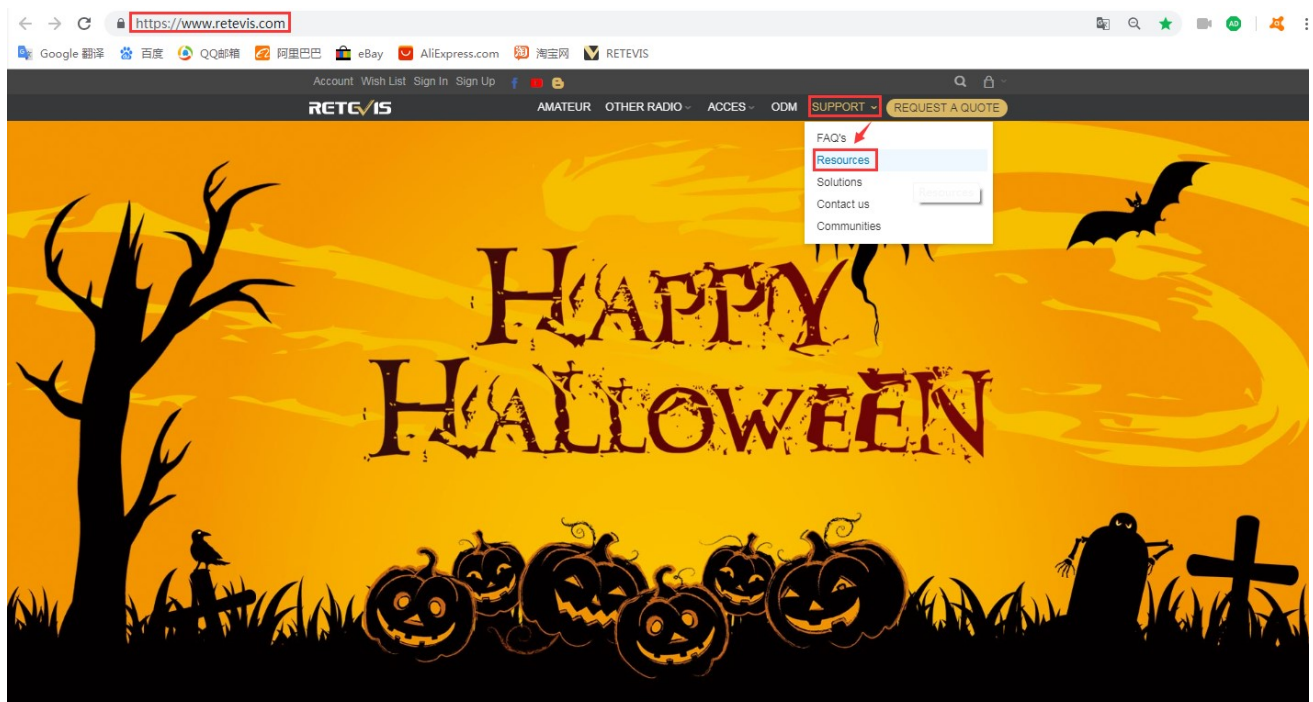 https://www.retevis.com
Google 翻译 百度 QQ邮箱 阿里巴巴 eBay AliExpress.com 淘宝网 RETEVIS
Account Wish List Sign In Sign Up
RETEVIS AMATEUR OTHER RADIO ACCES ODM SUPPORT REQUEST A QUOTE
FAQ's
Resources
Solutions
Contact us
Communities
HAPPY
HALLOWEEN